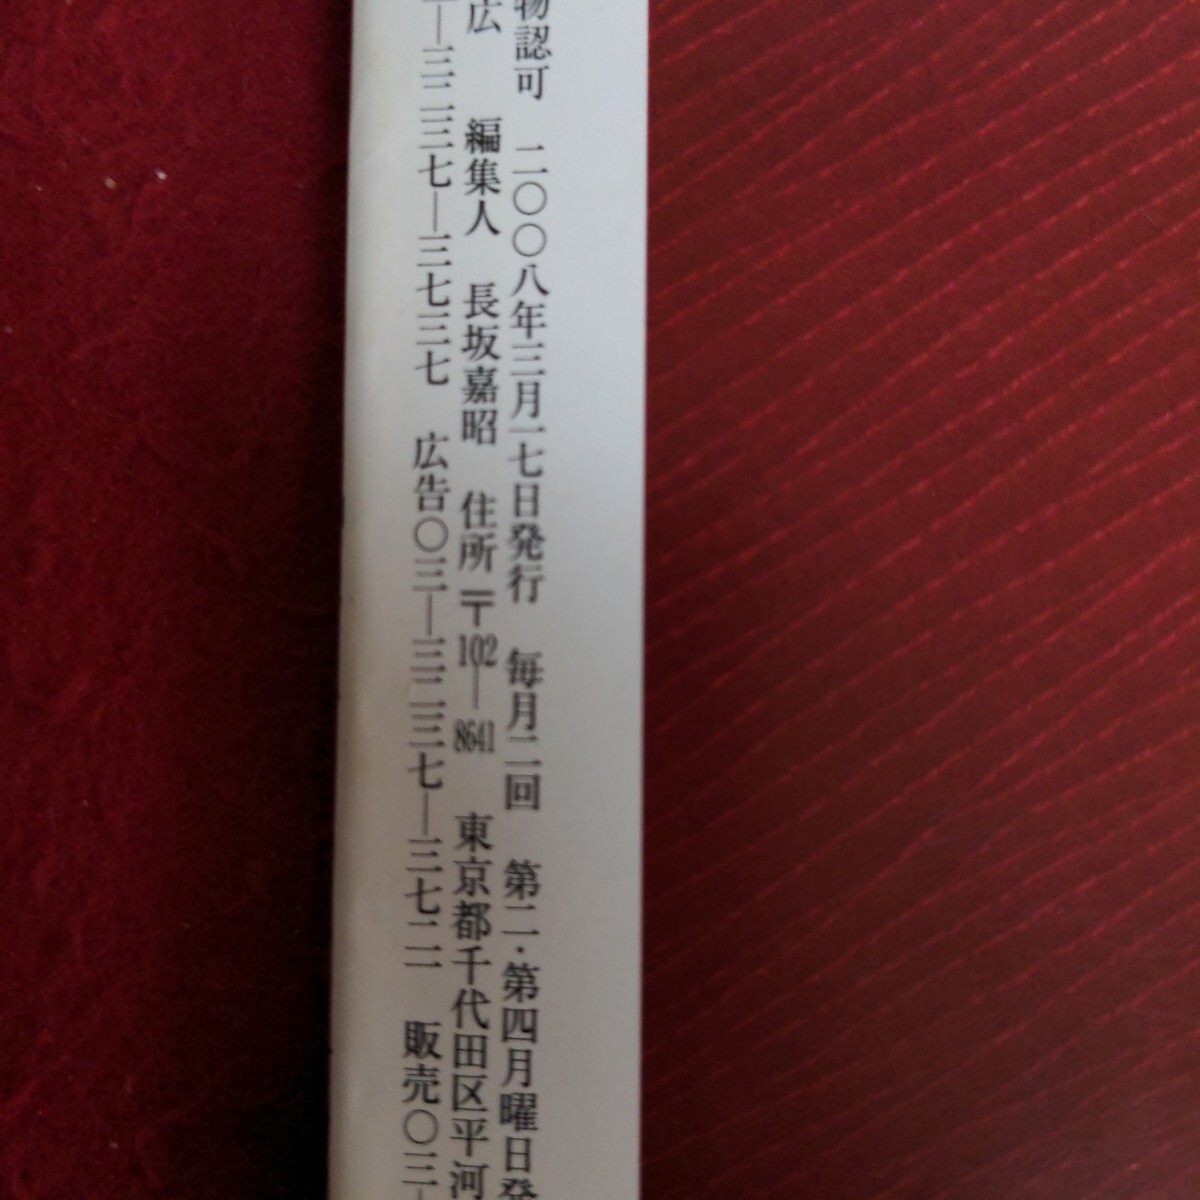 物認可 二〇〇八年三月一七日発行 毎月二回 第二・第四月曜日発
広 編集人 長坂嘉昭 住所〒102―8641 東京都千代田区平河
―三二三七―三七三七 広告〇三―三二三七―三七二一 販売〇三―